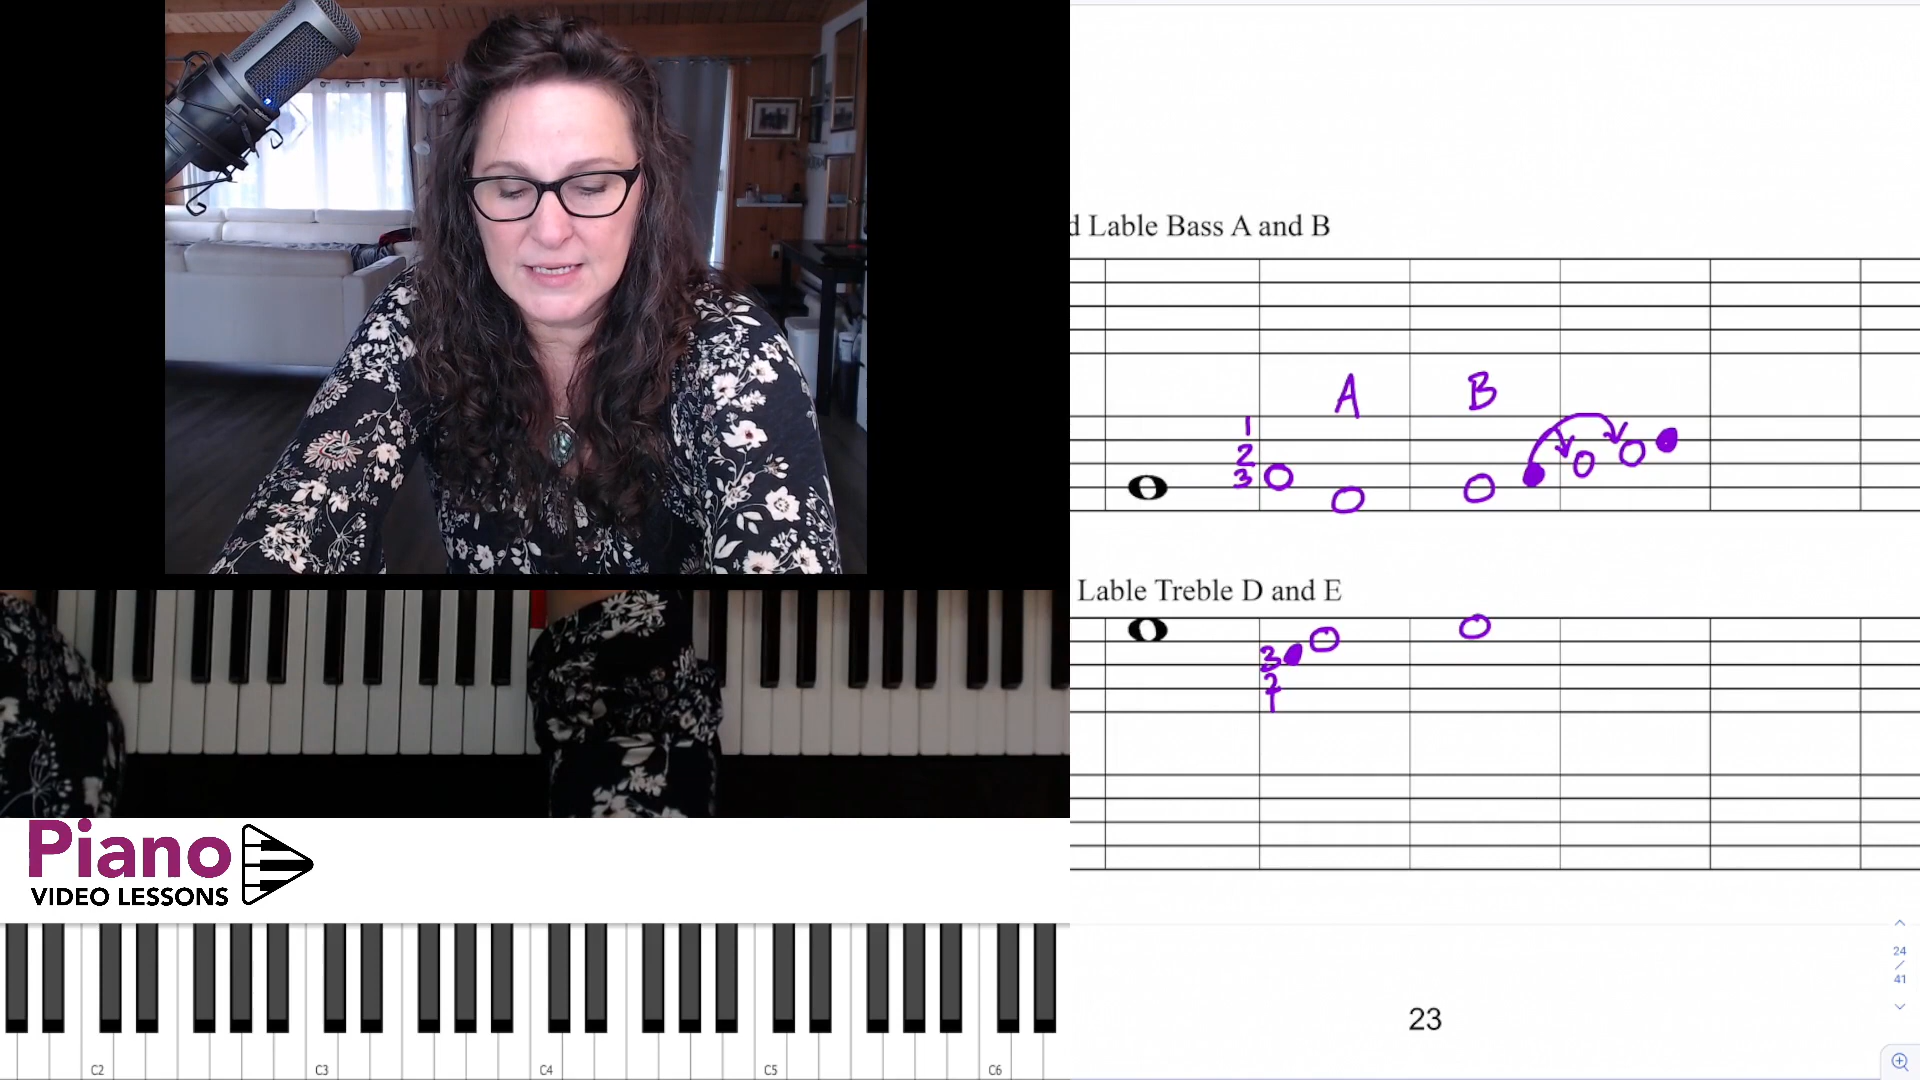 d Lable Bass A and B
A B
1
2
3
Lable Treble D and E
3
2
1
Piano
VIDEO LESSONS
C2 C3 C4 C5 C6
24
/
41
23